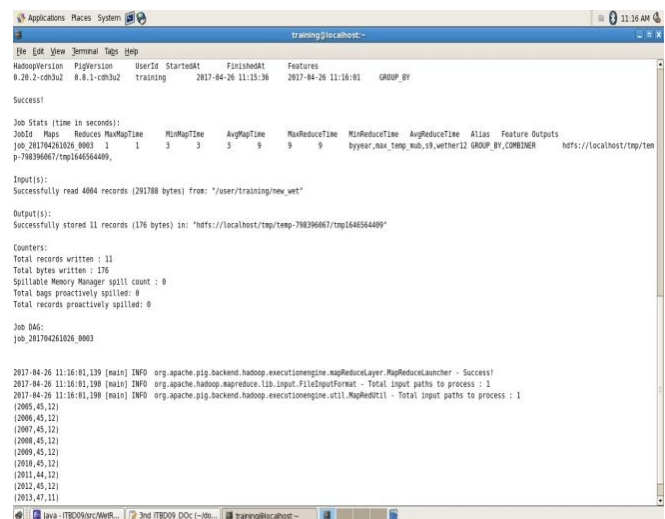 Applications Places System 11:16 AM
training@localhost:~
File Edit View Terminal Tabs Help
HadoopVersion PigVersion UserId StartedAt FinishedAt Features
0.20.2-cdh3u2 0.8.1-cdh3u2 training 2017-04-26 11:15:36 2017-04-26 11:16:01 GROUP_BY
Success!
Job Stats (time in seconds):
JobId Maps Reduces MaxMapTime MinMapTIme AvgMapTime MaxReduceTime MinReduceTime AvgReduceTime Alias Feature Outputs
job_201704261026_0003 1 1 3 3 3 9 9 9 byyear,max_temp_mub,s9,wether12 GROUP_BY,COMBINER hdfs://localhost/tmp/tem
p-798396067/tmp1646564409,
Input(s):
Successfully read 4004 records (291788 bytes) from: "/user/training/new_wet"
Output(s):
Successfully stored 11 records (176 bytes) in: "hdfs://localhost/tmp/temp-798396067/tmp1646564409"
Counters:
Total records written : 11
Total bytes written : 176
Spillable Memory Manager spill count : 0
Total bags proactively spilled: 0
Total records proactively spilled: 0
Job DAG:
job_201704261026_0003
2017-04-26 11:16:01,139 [main] INFO org.apache.pig.backend.hadoop.executionengine.mapReduceLayer.MapReduceLauncher - Success!
2017-04-26 11:16:01,190 [main] INFO org.apache.hadoop.mapreduce.lib.input.FileInputFormat - Total input paths to process : 1
2017-04-26 11:16:01,190 [main] INFO org.apache.pig.backend.hadoop.executionengine.util.MapRedUtil - Total input paths to process : 1
(2005,45,12)
(2006,45,12)
(2007,45,12)
(2008,45,12)
(2009,45,12)
(2010,45,12)
(2011,44,12)
(2012,45,12)
(2013,47,11)
Java - ITBD09/src/WetR... 3nd ITBD09 DOc (~/do... training@localhost:~